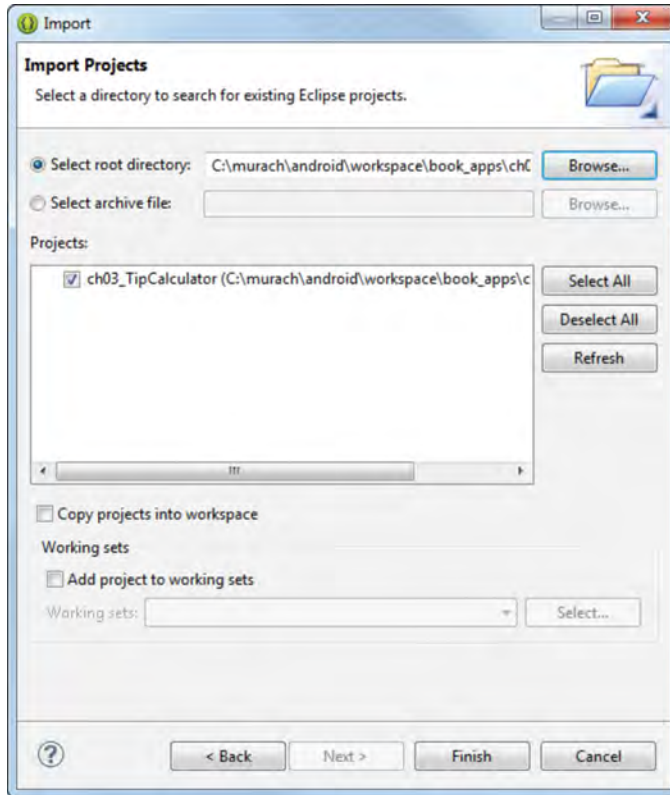 Import
Import Projects
Select a directory to search for existing Eclipse projects.
Select root directory: C:\murach\android\workspace\book_apps\ch0 Browse...
Select archive file: Browse...
Projects:
ch03_TipCalculator (C:\murach\android\workspace\book_apps\c
Select All
Deselect All
Refresh
Copy projects into workspace
Working sets
Add project to working sets
Working sets: Select...
? < Back Next > Finish Cancel